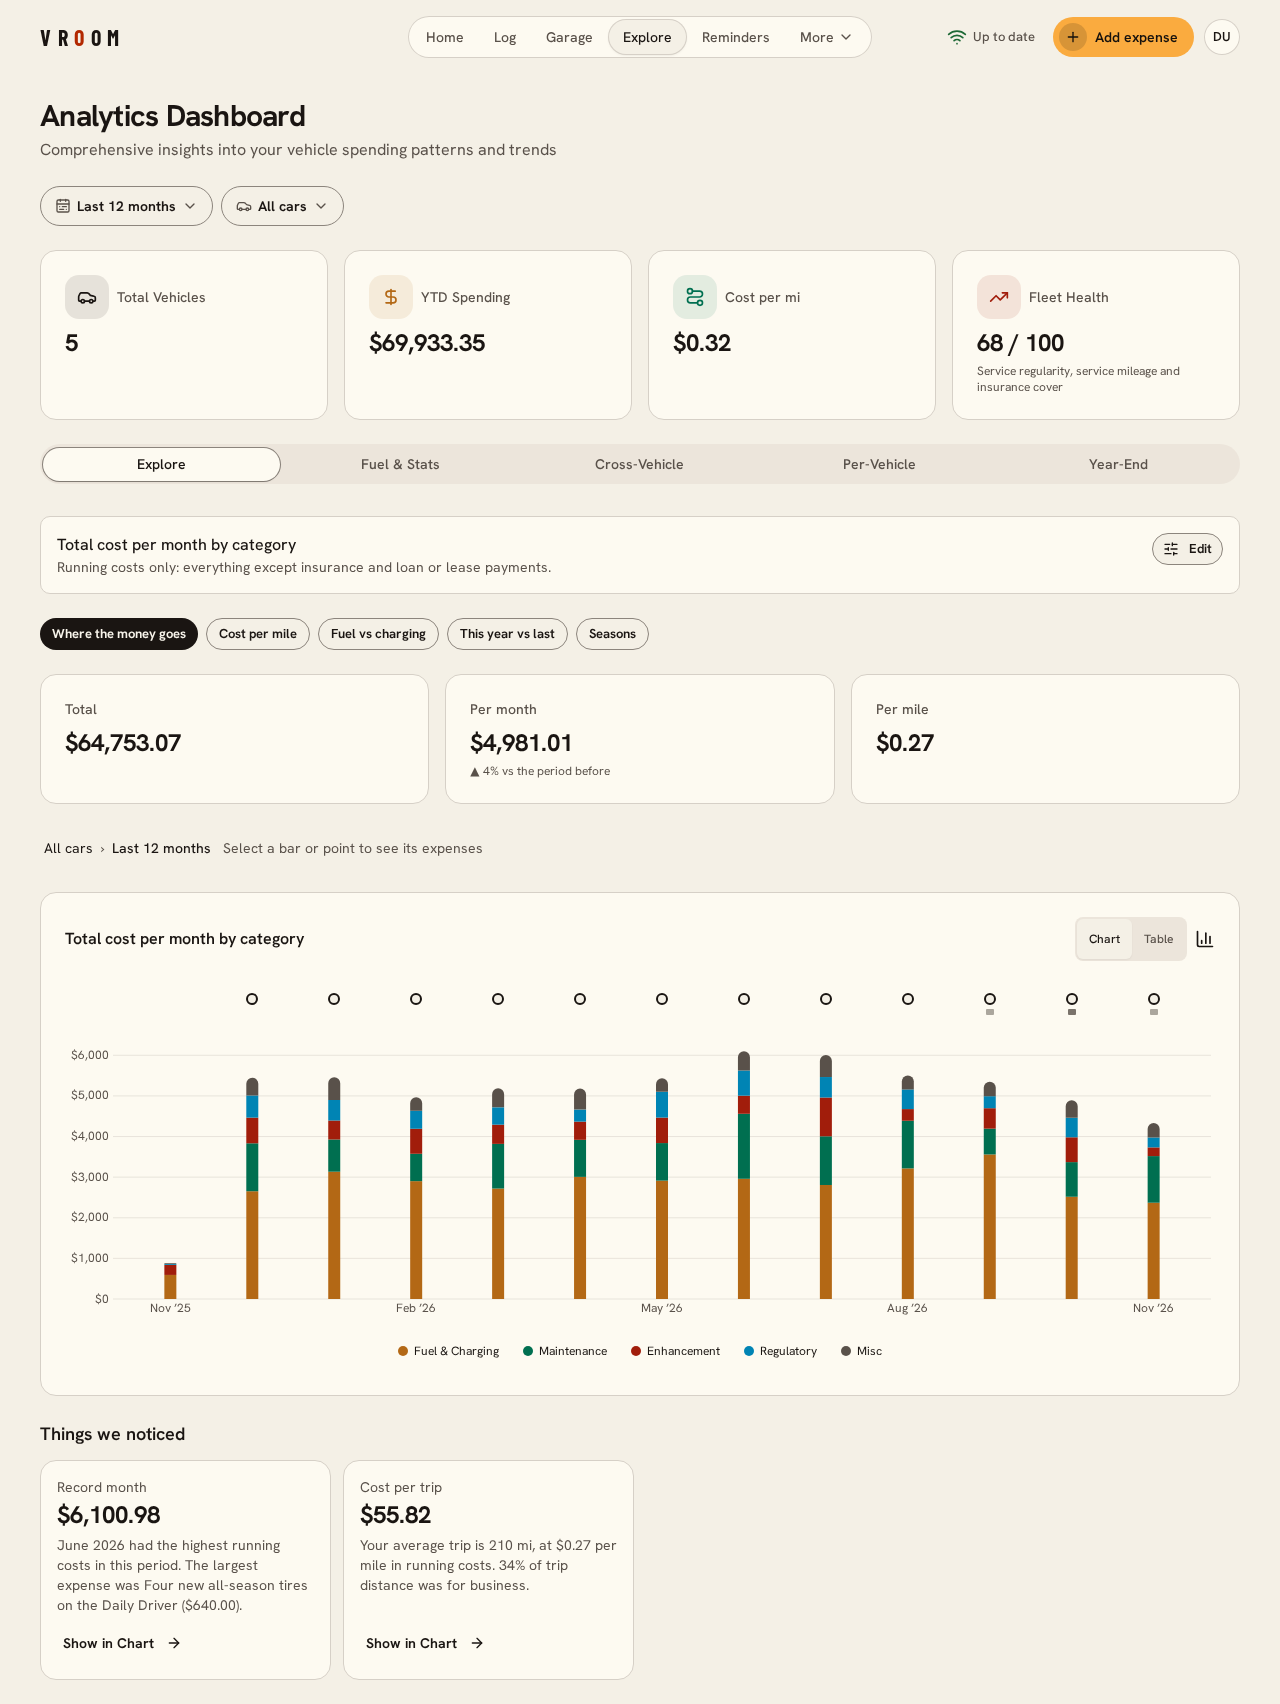 VROOM
Home Log Garage Explore Reminders More
Up to date
Add expense
DU
Analytics Dashboard
Comprehensive insights into your vehicle spending patterns and trends
Last 12 months
All cars
Total Vehicles
5
YTD Spending
$69,933.35
Cost per mi
$0.32
Fleet Health
68 / 100
Service regularity, service mileage and
insurance cover
Explore Fuel & Stats Cross-Vehicle Per-Vehicle Year-End
Total cost per month by category
Running costs only: everything except insurance and loan or lease payments.
Edit
Where the money goes Cost per mile Fuel vs charging This year vs last Seasons
Total
$64,753.07
Per month
$4,981.01
▲ 4% vs the period before
Per mile
$0.27
All cars › Last 12 months Select a bar or point to see its expenses
Total cost per month by category
Chart Table
$6,000
$5,000
$4,000
$3,000
$2,000
$1,000
$0
Nov ’25 Feb ’26 May ’26 Aug ’26 Nov ’26
Fuel & Charging Maintenance Enhancement Regulatory Misc
Things we noticed
Record month
$6,100.98
June 2026 had the highest running
costs in this period. The largest
expense was Four new all-season tires
on the Daily Driver ($640.00).
Show in Chart
Cost per trip
$55.82
Your average trip is 210 mi, at $0.27 per
mile in running costs. 34% of trip
distance was for business.
Show in Chart